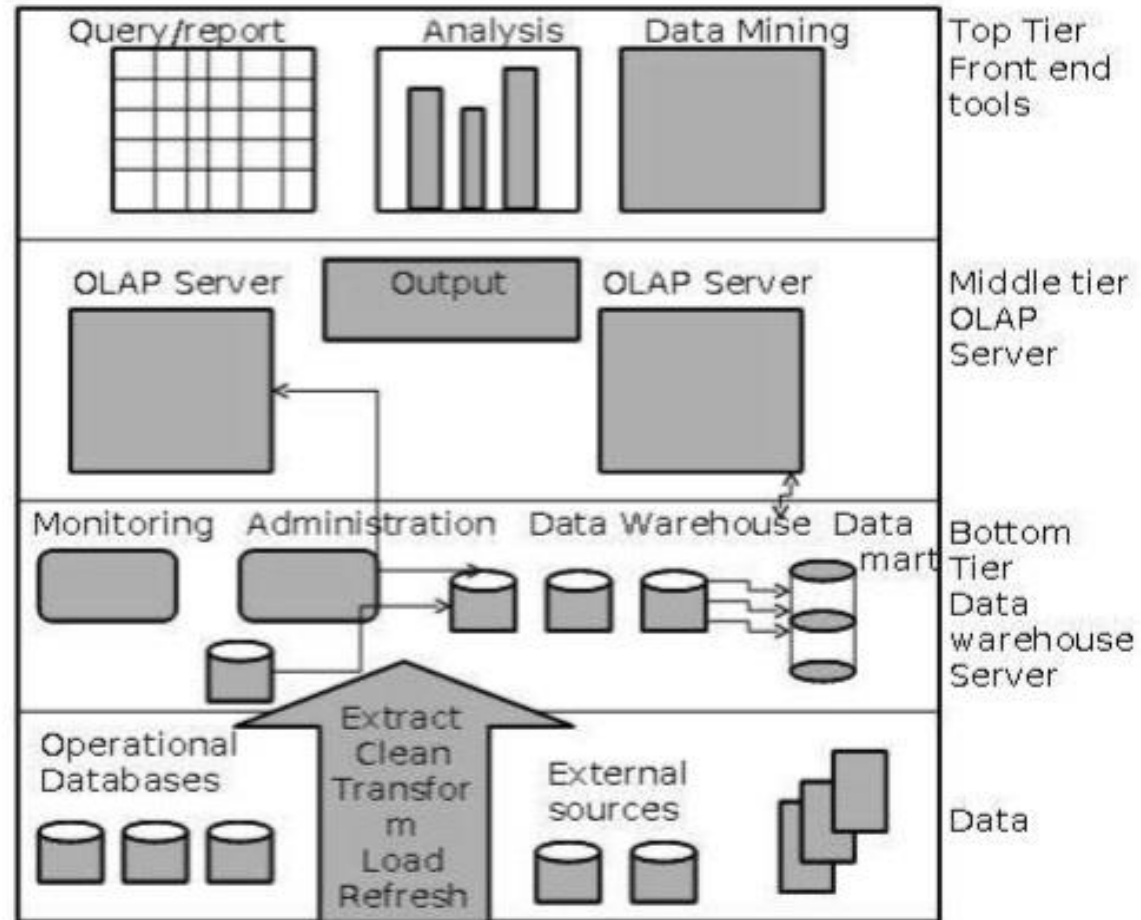 Query/report
Analysis
Data Mining
Top Tier
Front end
tools
OLAP Server
Output
OLAP Server
Middle tier
OLAP
Server
Monitoring
Administration
Data Warehouse
Data
mart
Bottom
Tier
Data
warehouse
Server
Extract
Clean
Transfor
m
Load
Refresh
Operational
Databases
External
sources
Data